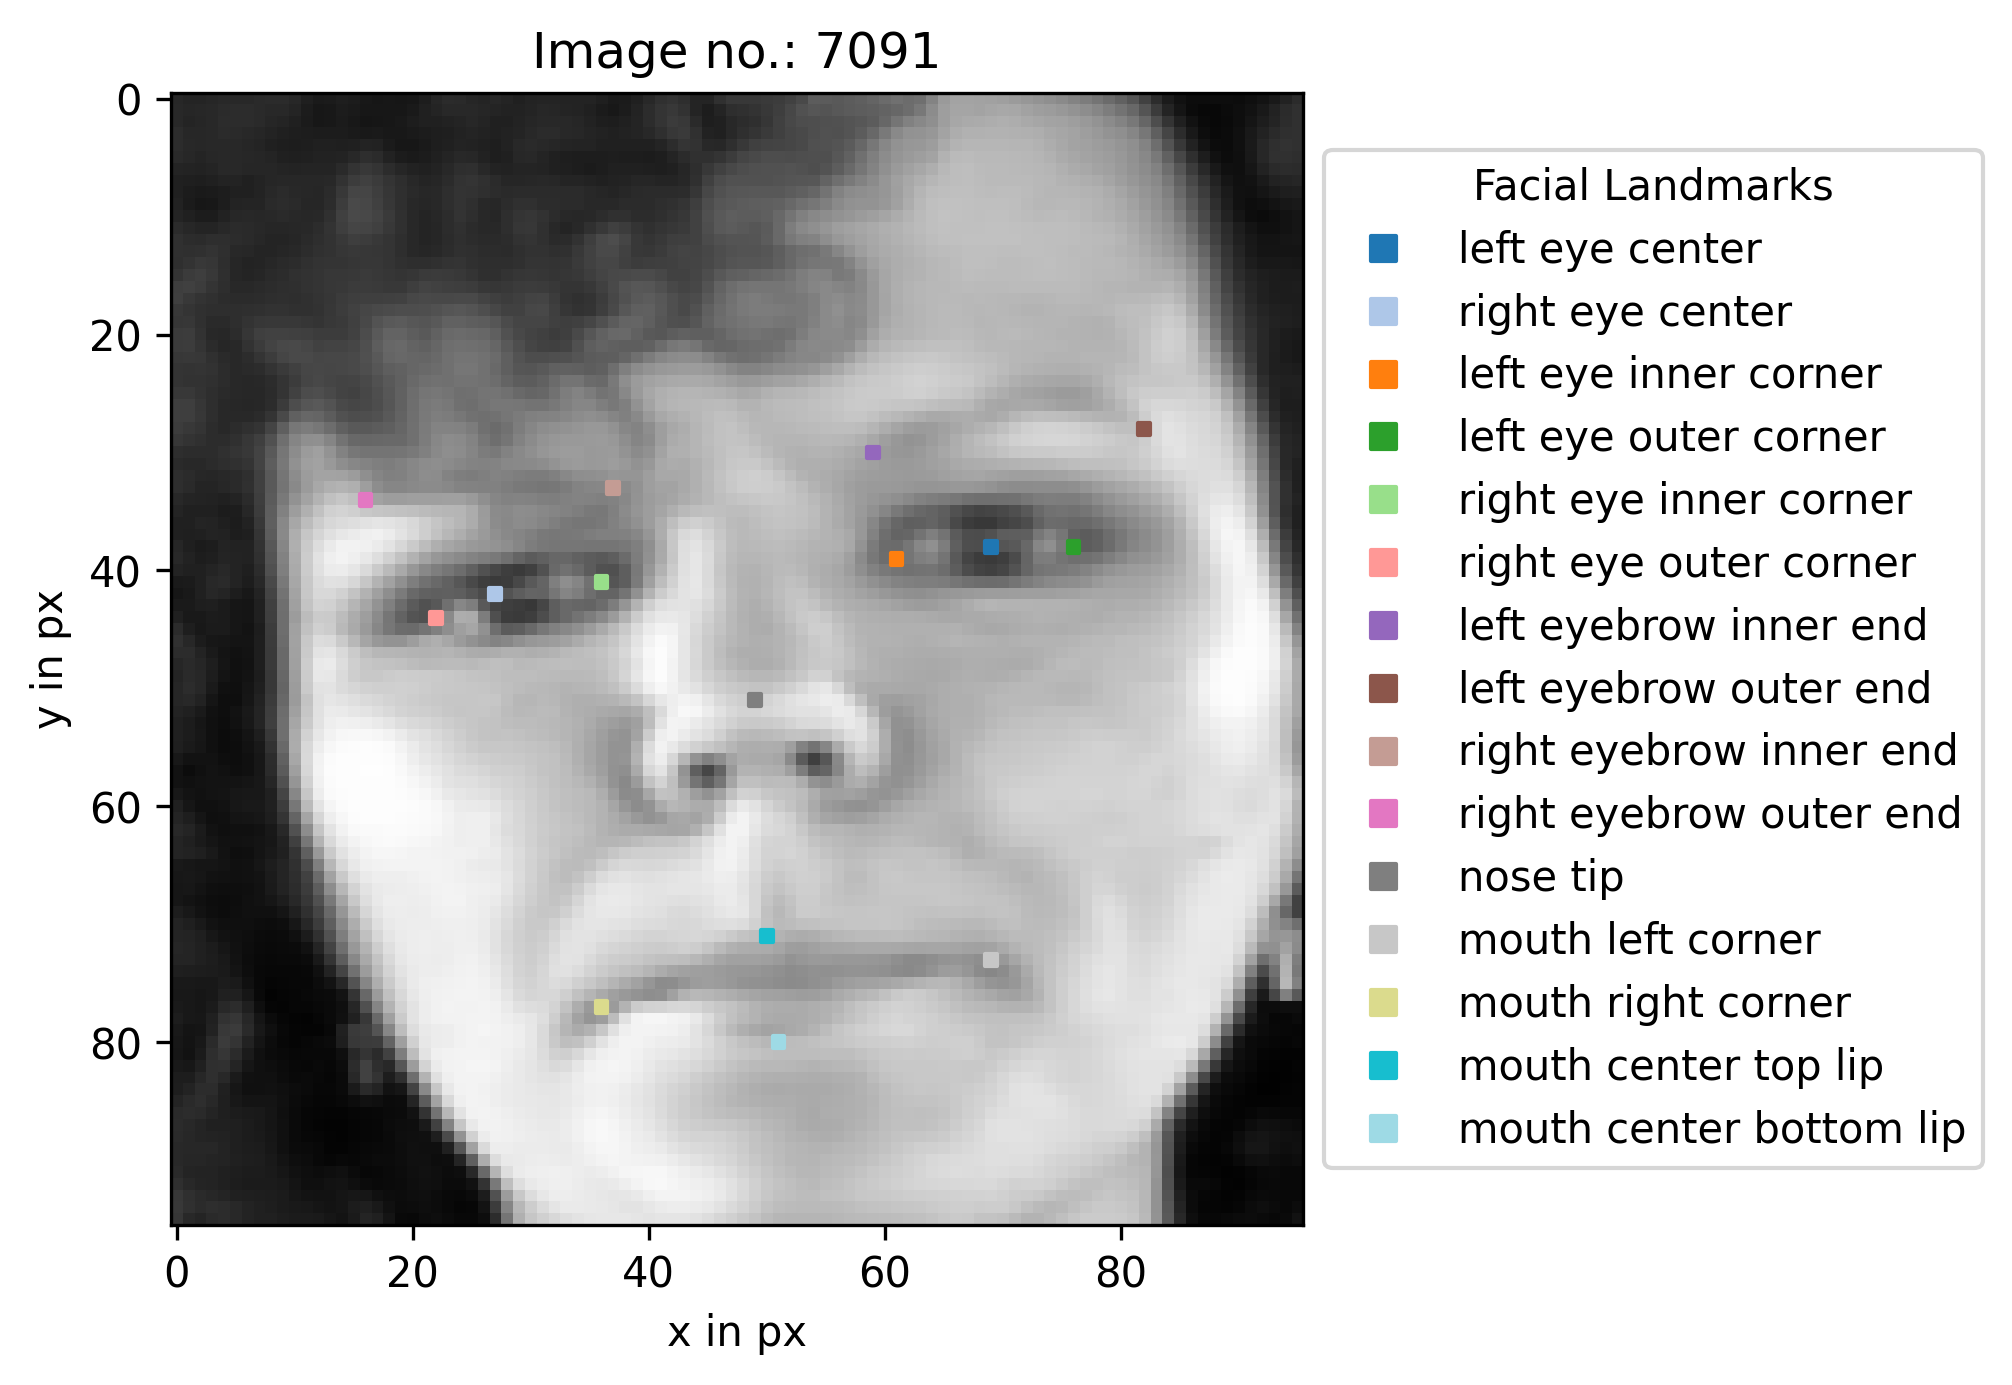 Image no.: 7091
0
20
40
60
80
y in px
0 20 40 60 80
x in px
Facial Landmarks
left eye center
right eye center
left eye inner corner
left eye outer corner
right eye inner corner
right eye outer corner
left eyebrow inner end
left eyebrow outer end
right eyebrow inner end
right eyebrow outer end
nose tip
mouth left corner
mouth right corner
mouth center top lip
mouth center bottom lip